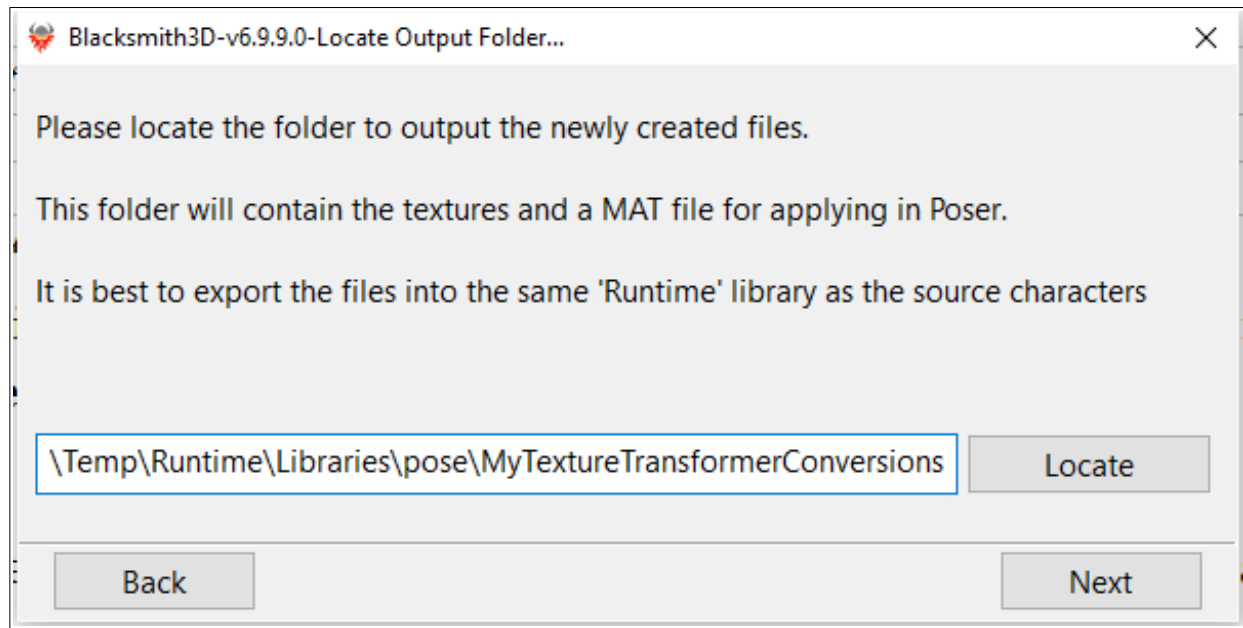 Blacksmith3D-v6.9.9.0-Locate Output Folder...
Please locate the folder to output the newly created files.
This folder will contain the textures and a MAT file for applying in Poser.
It is best to export the files into the same 'Runtime' library as the source characters
\Temp\Runtime\Libraries\pose\MyTextureTransformerConversions
Locate
Back
Next